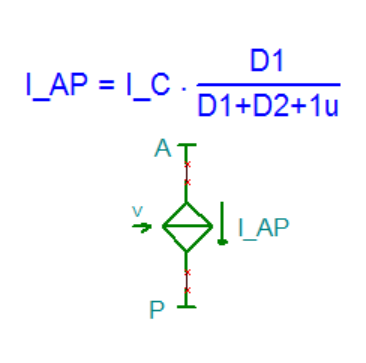 I_AP = I_C · D1 / D1+D2+1u
A
v
I_AP
P